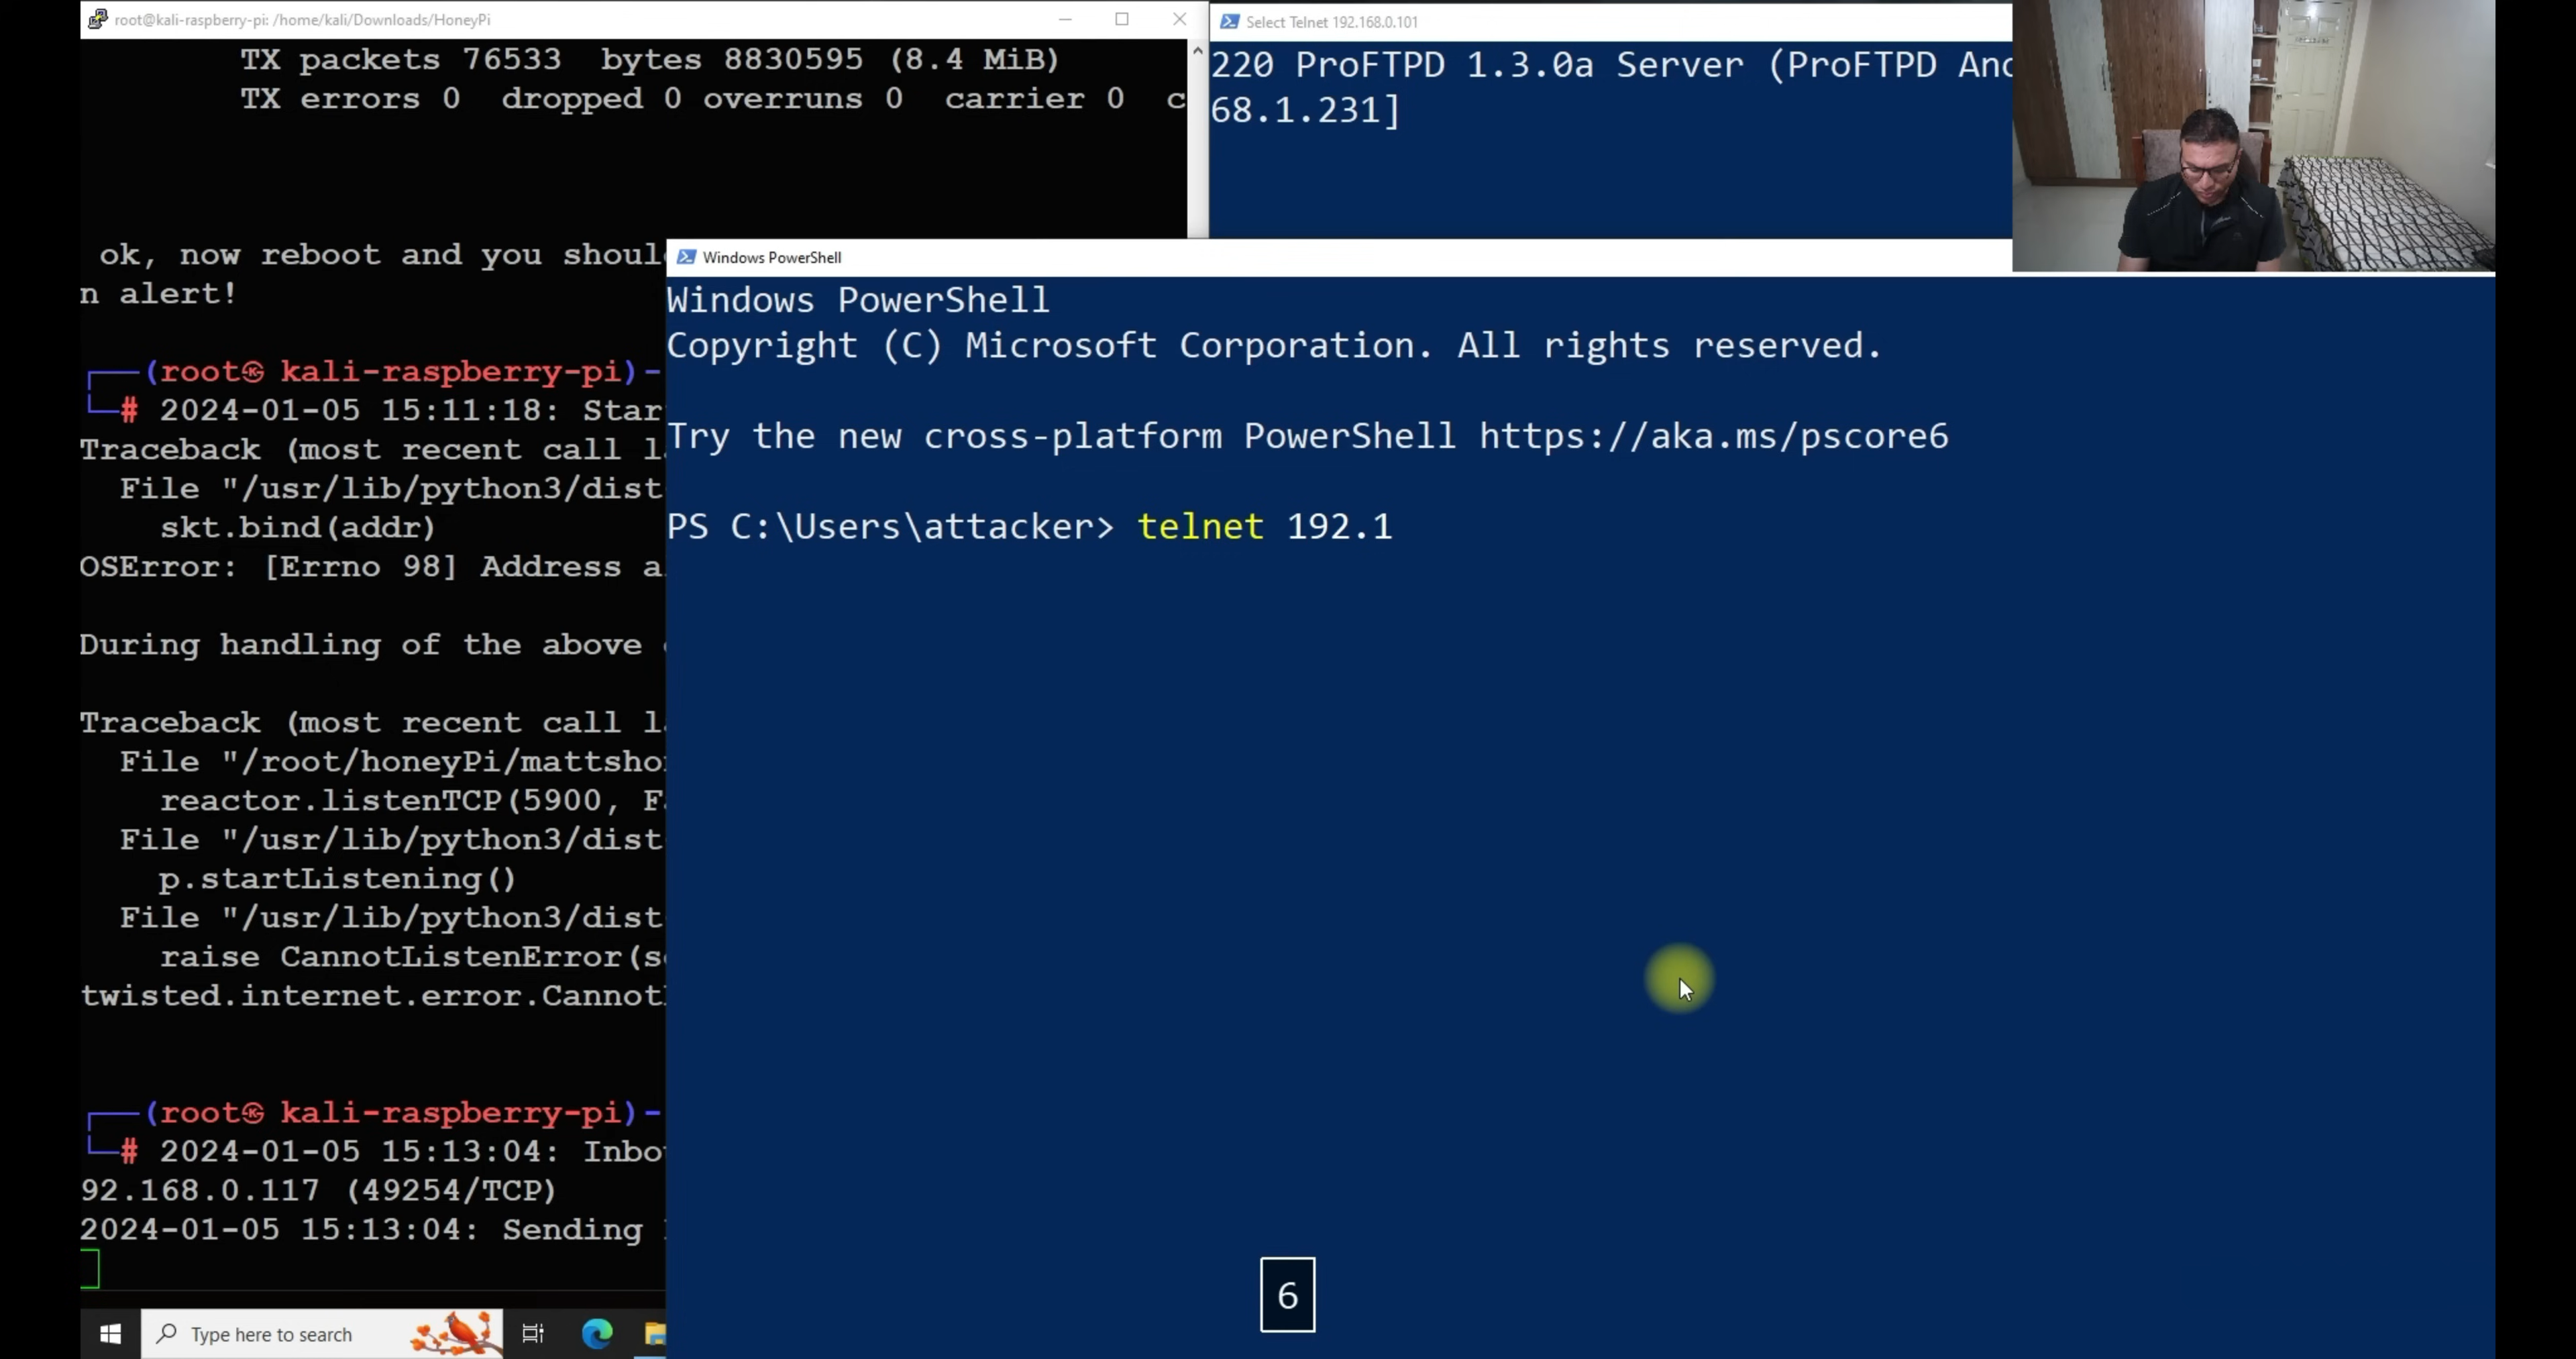 root@kali-raspberry-pi: /home/kali/Downloads/HoneyPi
TX packets 76533 bytes 8830595 (8.4 MiB)
TX errors 0 dropped 0 overruns 0 carrier 0 c
ok, now reboot and you shoul
n alert!
(root㉿ kali-raspberry-pi)-
# 2024-01-05 15:11:18: Star
Traceback (most recent call l
File "/usr/lib/python3/dist
skt.bind(addr)
OSError: [Errno 98] Address a
During handling of the above
Traceback (most recent call l
File "/root/honeyPi/mattsho
reactor.listenTCP(5900, F
File "/usr/lib/python3/dist
p.startListening()
File "/usr/lib/python3/dist
raise CannotListenError(s
twisted.internet.error.Cannot
(root㉿ kali-raspberry-pi)-
# 2024-01-05 15:13:04: Inbo
92.168.0.117 (49254/TCP)
2024-01-05 15:13:04: Sending
Type here to search
Select Telnet 192.168.0.101
220 ProFTPD 1.3.0a Server (ProFTPD Ano
68.1.231]
Windows PowerShell
Windows PowerShell
Copyright (C) Microsoft Corporation. All rights reserved.
Try the new cross-platform PowerShell https://aka.ms/pscore6
PS C:\Users\attacker> telnet 192.1
6